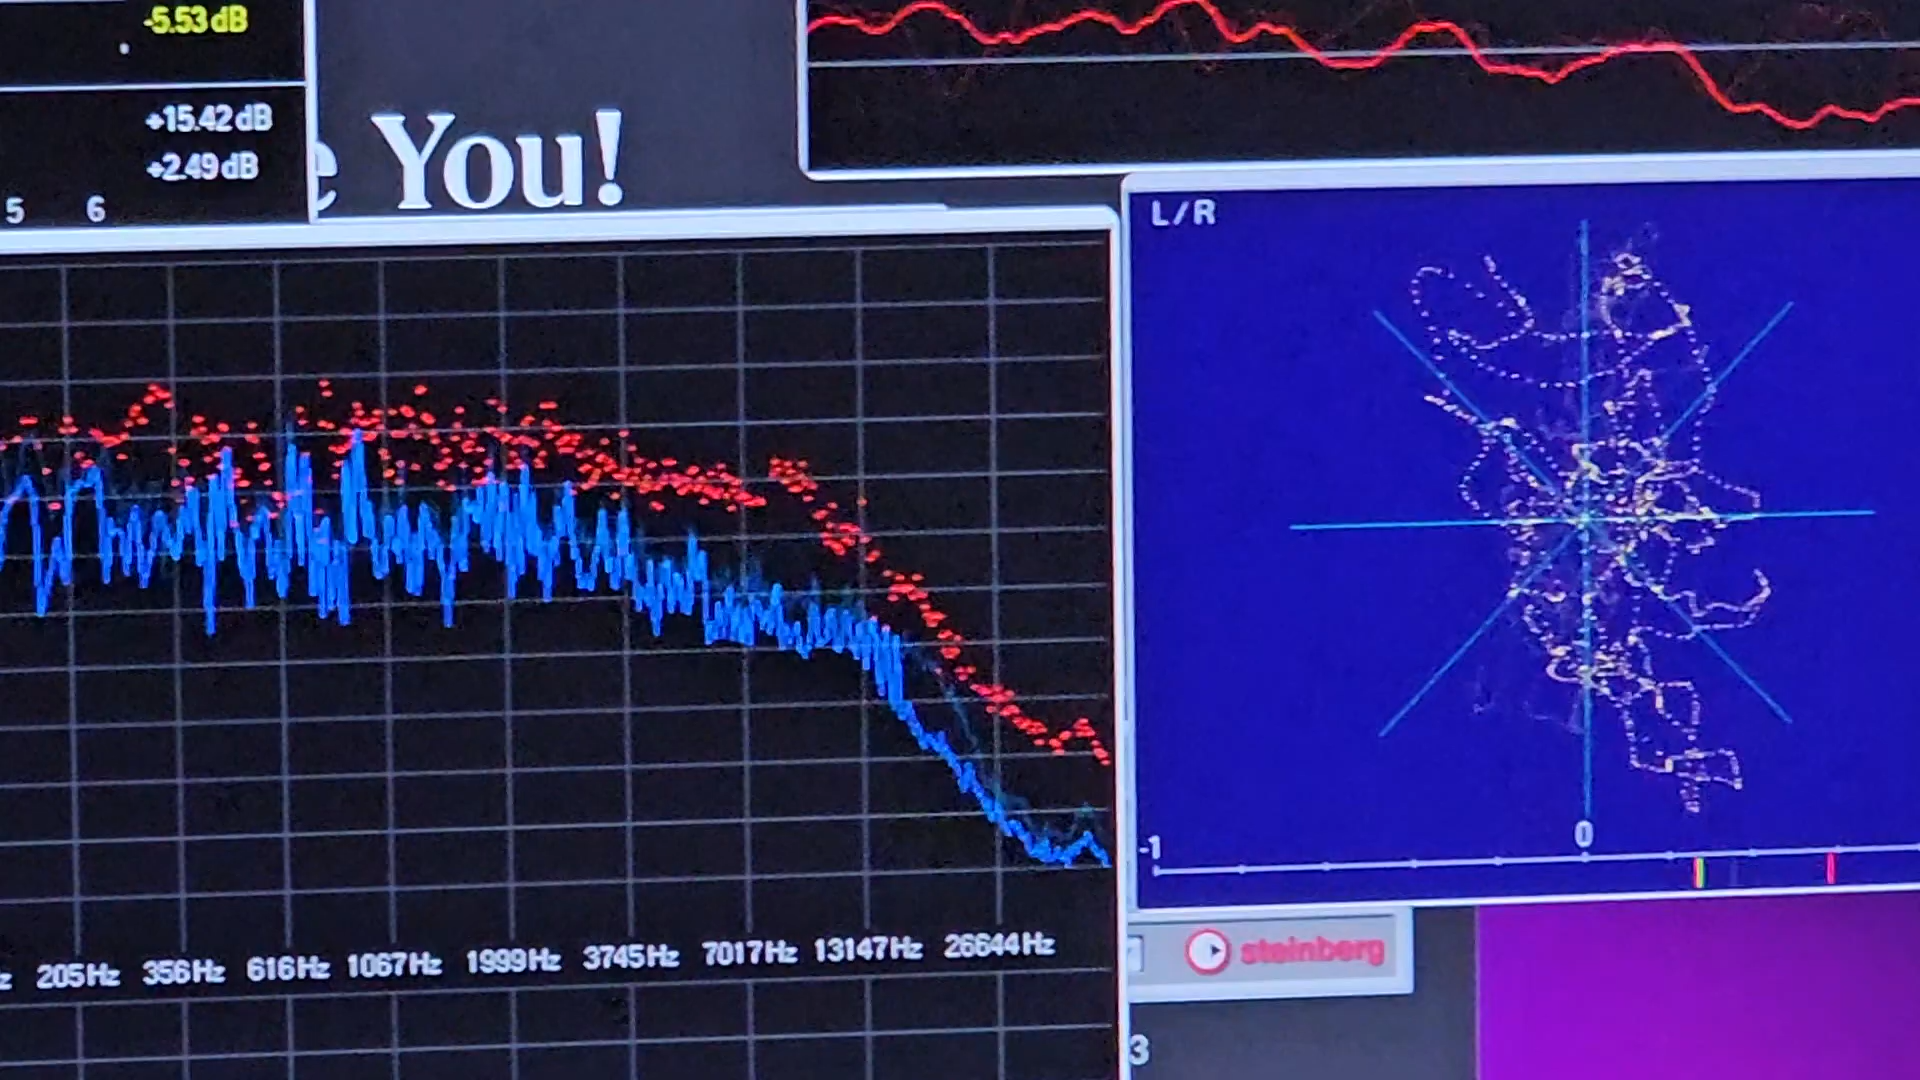 -5.53 dB
+15.42 dB
+2.49 dB
5 6
e You!
L/R
-1 0
205Hz 356Hz 616Hz 1067Hz 1999Hz 3745Hz 7017Hz 13147Hz 26644Hz
steinberg
3